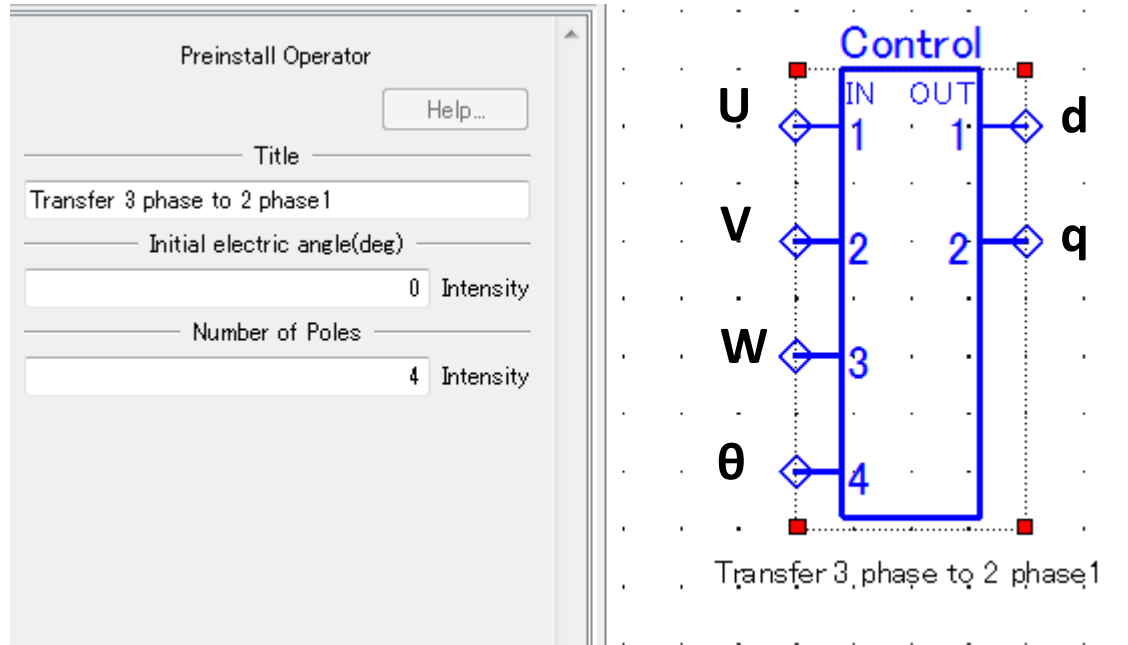 Preinstall Operator
Help...
Title
Transfer 3 phase to 2 phase1
Initial electric angle(deg)
0 Intensity
Number of Poles
4 Intensity
Control
IN OUT
U 1 1 d
V 2 2 q
W 3
θ 4
Transfer 3 phase to 2 phase1